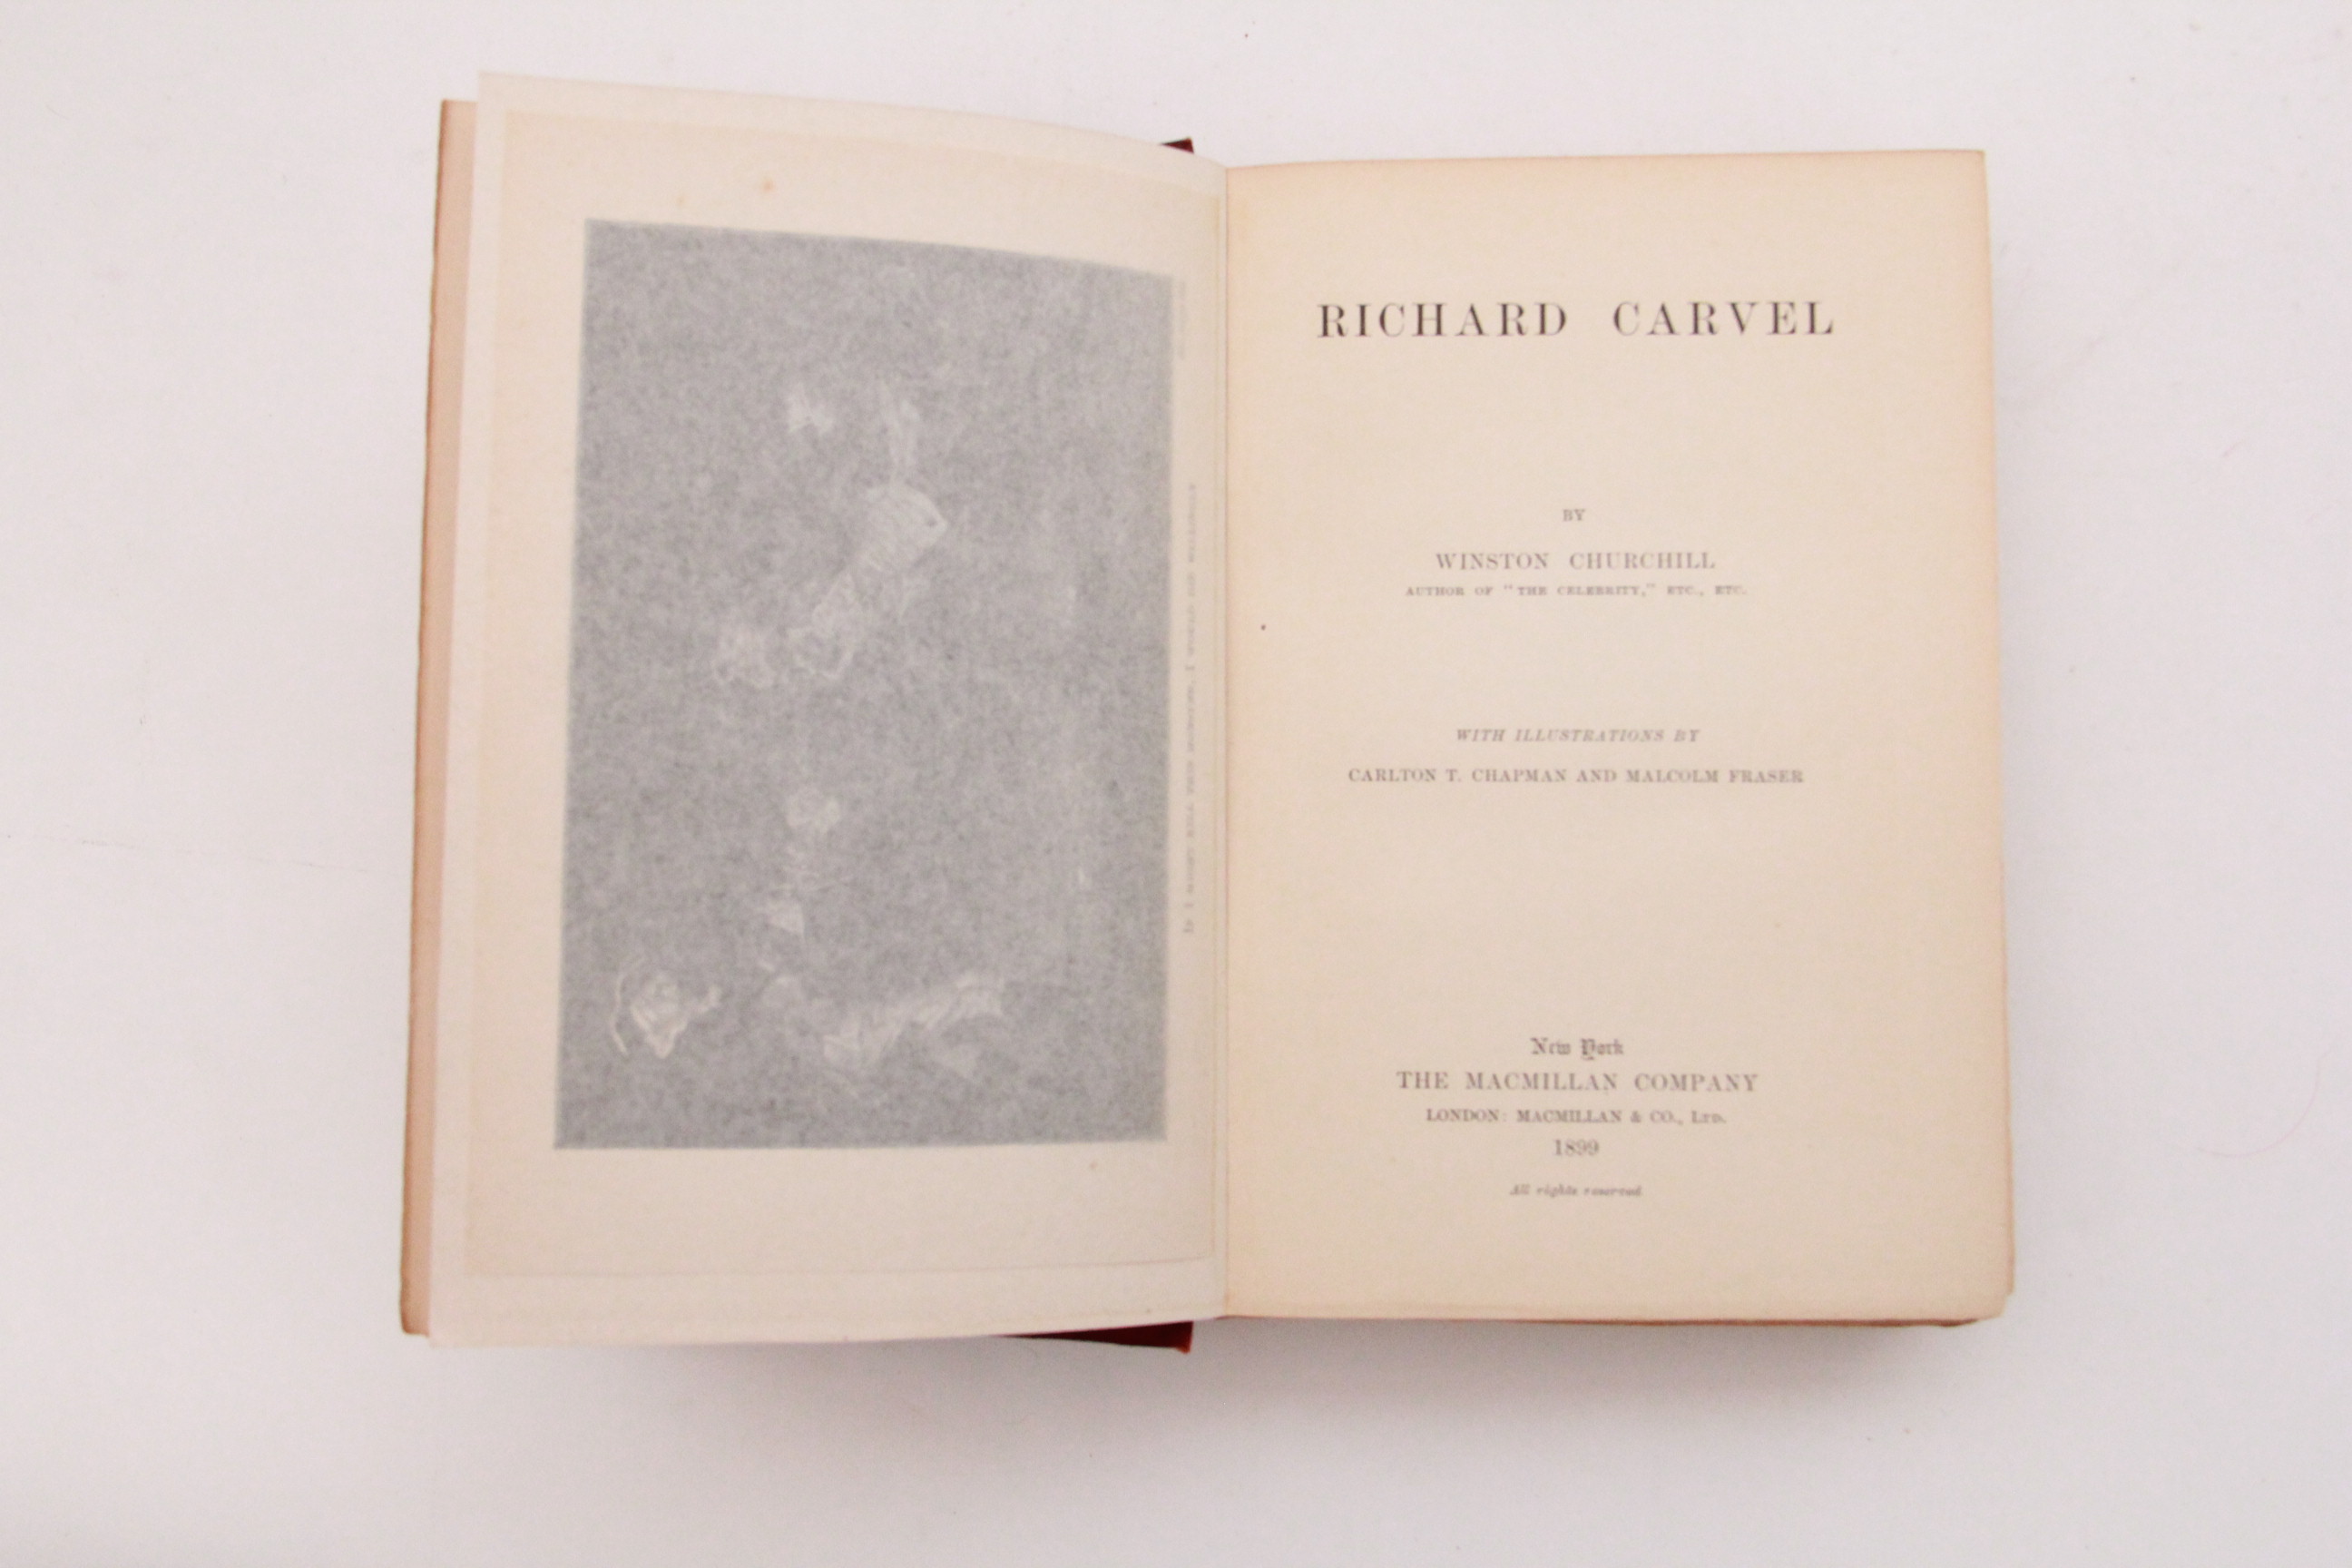 RICHARD CARVEL
BY
WINSTON CHURCHILL
AUTHOR OF "THE CELEBRITY," ETC., ETC.
WITH ILLUSTRATIONS BY
CARLTON T. CHAPMAN AND MALCOLM FRASER
New York
THE MACMILLAN COMPANY
LONDON: MACMILLAN & CO., LTD.
1899
All rights reserved